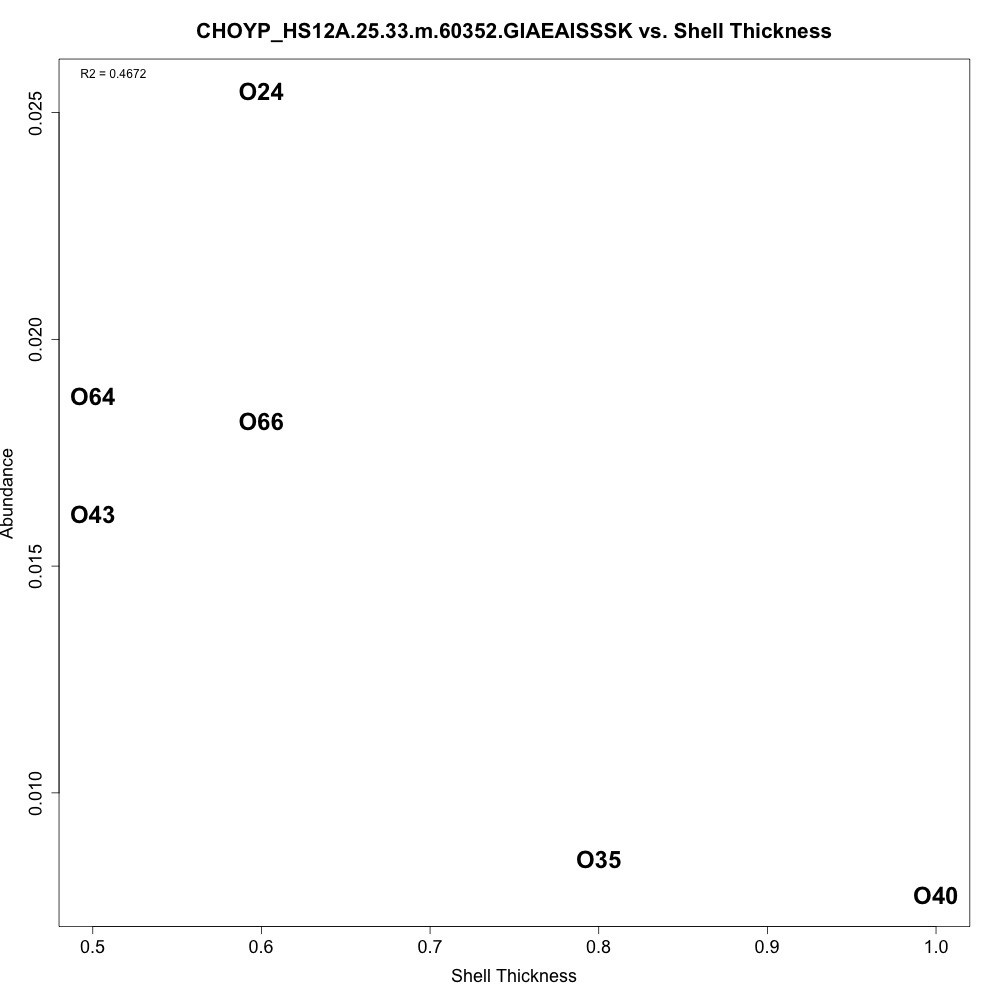 CHOYP_HS12A.25.33.m.60352.GIAEAISSSK vs. Shell Thickness
R2 = 0.4672
O24
0.025
0.020
O64
O66
Abundance
O43
0.015
0.010
O35
O40
0.5 0.6 0.7 0.8 0.9 1.0
Shell Thickness